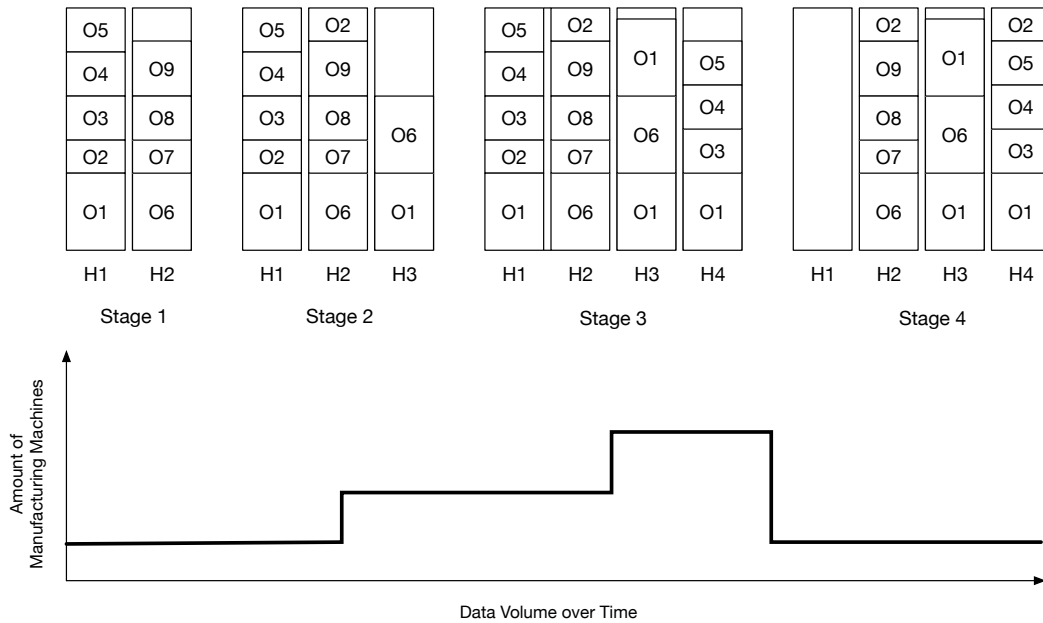 O5
O4
O3
O2
O1
H1
O9
O8
O7
O6
H2
Stage 1
O5
O4
O3
O2
O1
H1
O2
O9
O8
O7
O6
H2
O6
O1
H3
Stage 2
O5
O4
O3
O2
O1
H1
O2
O9
O8
O7
O6
H2
O1
O6
O1
H3
O5
O4
O3
O1
H4
Stage 3
H1
O2
O9
O8
O7
O6
H2
O1
O6
O1
H3
O2
O5
O4
O3
O1
H4
Stage 4
Amount of
Manufacturing Machines
Data Volume over Time